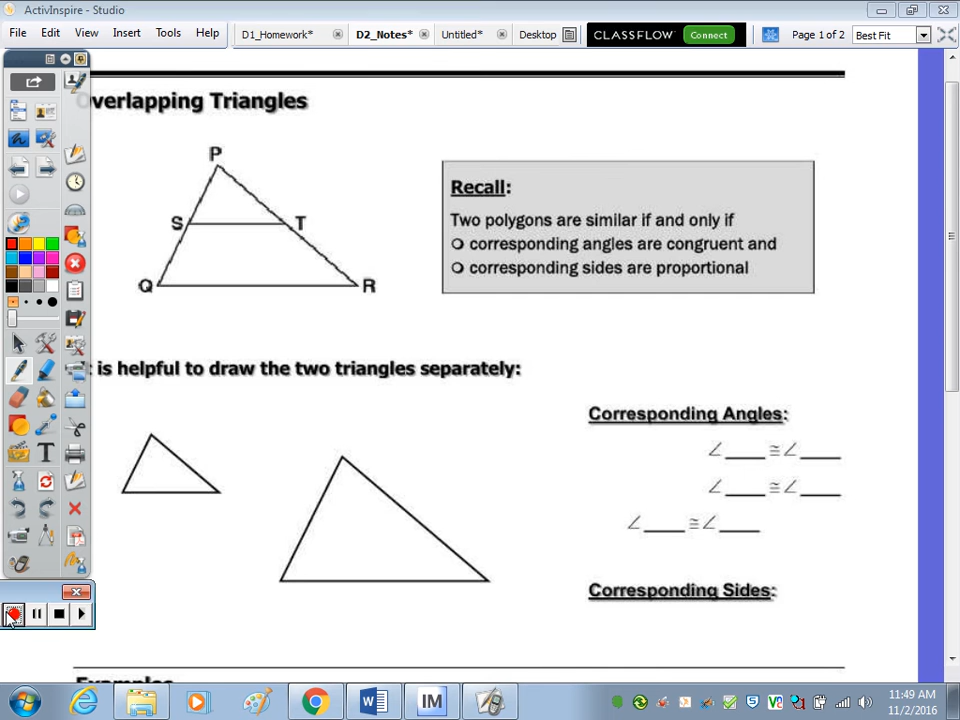 ActivInspire - Studio
File Edit View Insert Tools Help D1_Homework* D2_Notes* Untitled* Desktop CLASSFLOW Connect Page 1 of 2 Best Fit
Overlapping Triangles
P
S T
Q R
Recall:
Two polygons are similar if and only if
corresponding angles are congruent and
corresponding sides are proportional
t is helpful to draw the two triangles separately:
Corresponding Angles:
∠ ____ ≅ ∠ ____
∠ ____ ≅ ∠ ____
∠ ____ ≅ ∠ ____
Corresponding Sides:
Examples
IM
11:49 AM
11/2/2016